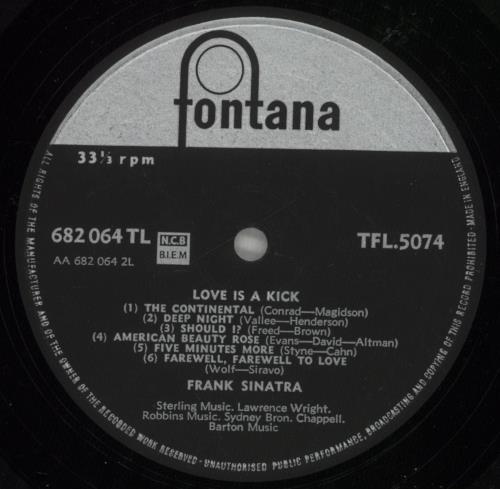 fontana
33⅓ rpm
682 064 TL
N.C.B
B.I.E.M
TFL.5074
AA 682 064 2L
LOVE IS A KICK
(1) THE CONTINENTAL (Conrad—Magidson)
(2) DEEP NIGHT (Vallee—Henderson)
(3) SHOULD I? (Freed—Brown)
(4) AMERICAN BEAUTY ROSE (Evans—David—Altman)
(5) FIVE MINUTES MORE (Styne—Cahn)
(6) FAREWELL, FAREWELL TO LOVE
(Wolf—Siravo)
FRANK SINATRA
Sterling Music. Lawrence Wright.
Robbins Music. Sydney Bron. Chappell.
Barton Music
ALL RIGHTS OF THE MANUFACTURER AND OF THE OWNER OF THE RECORDED WORK RESERVED - UNAUTHORISED PUBLIC PERFORMANCE, BROADCASTING AND COPYING OF THIS RECORD PROHIBITED - MADE IN ENGLAND